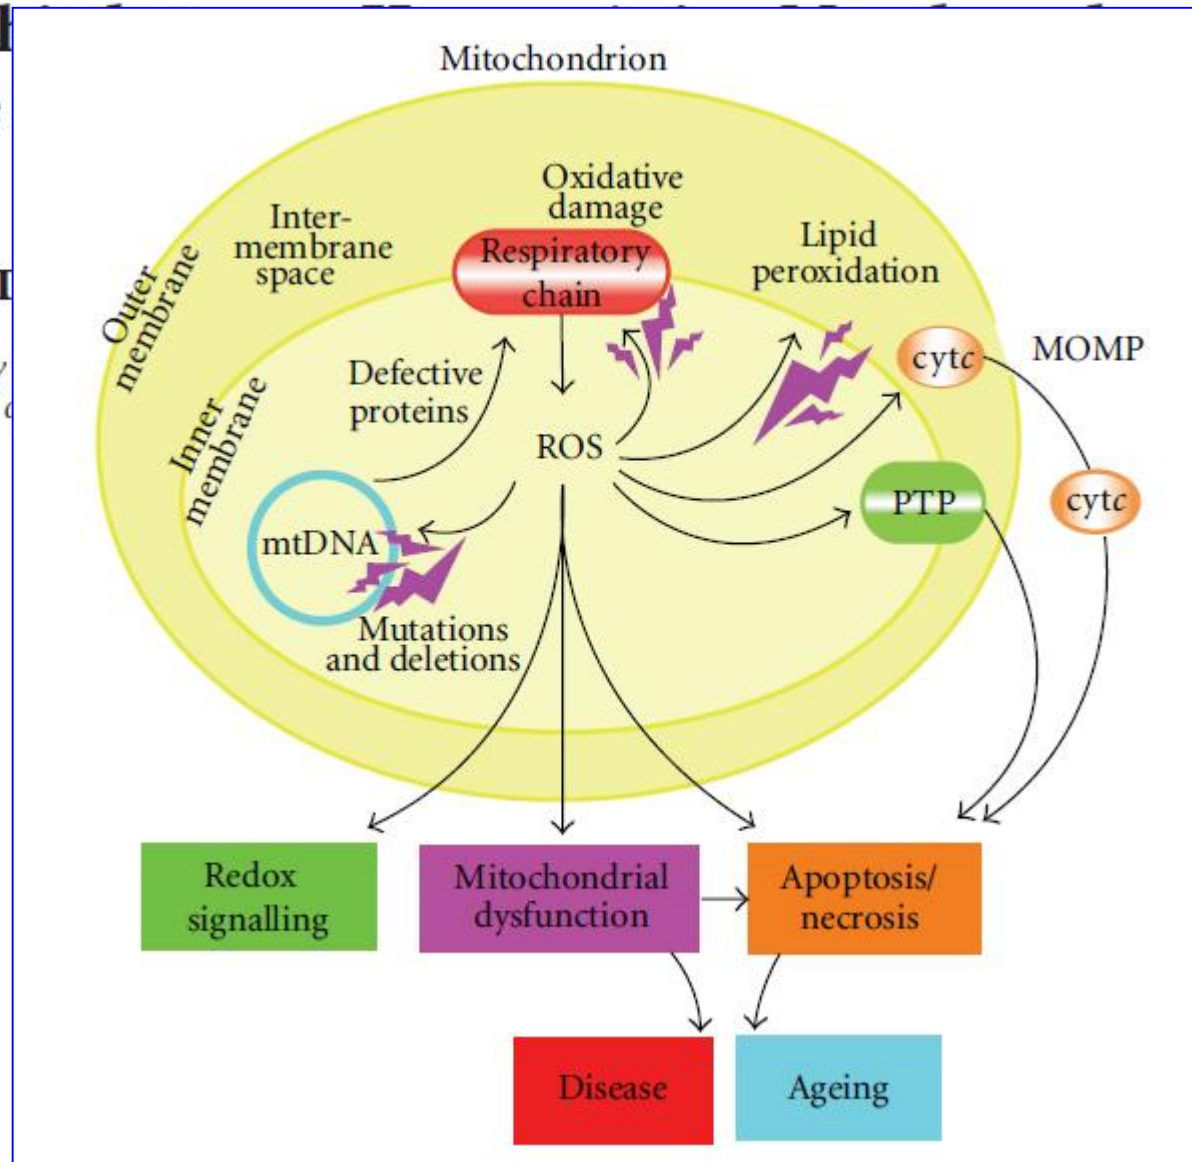 Mitochondrion
Oxidative
damage
Inter-
membrane
space
Respiratory
chain
Lipid
peroxidation
Outer
membrane
cytc
MOMP
Defective
proteins
Inner
membrane
ROS
PTP
cytc
mtDNA
Mutations
and deletions
Redox
signalling
Mitochondrial
dysfunction
Apoptosis/
necrosis
Disease
Ageing